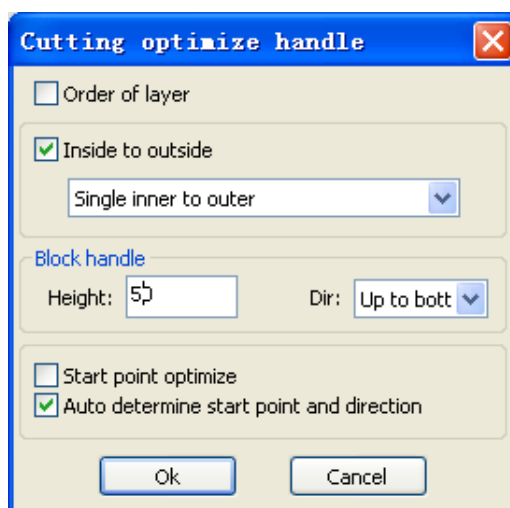 Cutting optimize handle
Order of layer
Inside to outside
Single inner to outer
Block handle
Height: Dir: Up to bott
Start point optimize
Auto determine start point and direction
Ok Cancel